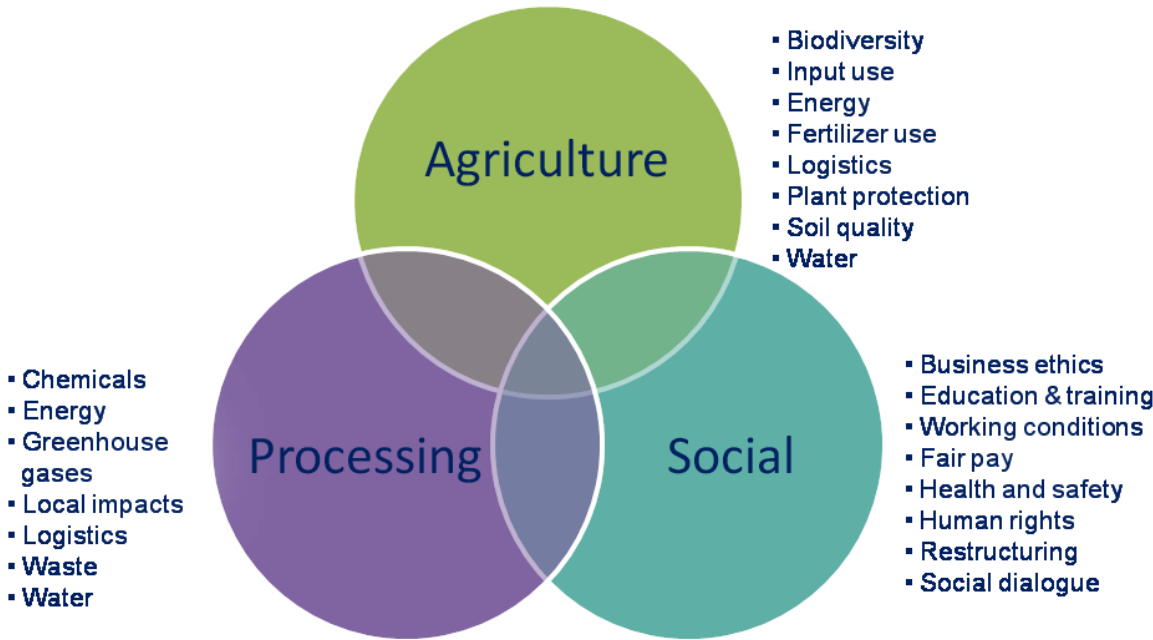 Agriculture
▪ Biodiversity
▪ Input use
▪ Energy
▪ Fertilizer use
▪ Logistics
▪ Plant protection
▪ Soil quality
▪ Water
Processing
▪ Chemicals
▪ Energy
▪ Greenhouse
gases
▪ Local impacts
▪ Logistics
▪ Waste
▪ Water
Social
▪ Business ethics
▪ Education & training
▪ Working conditions
▪ Fair pay
▪ Health and safety
▪ Human rights
▪ Restructuring
▪ Social dialogue